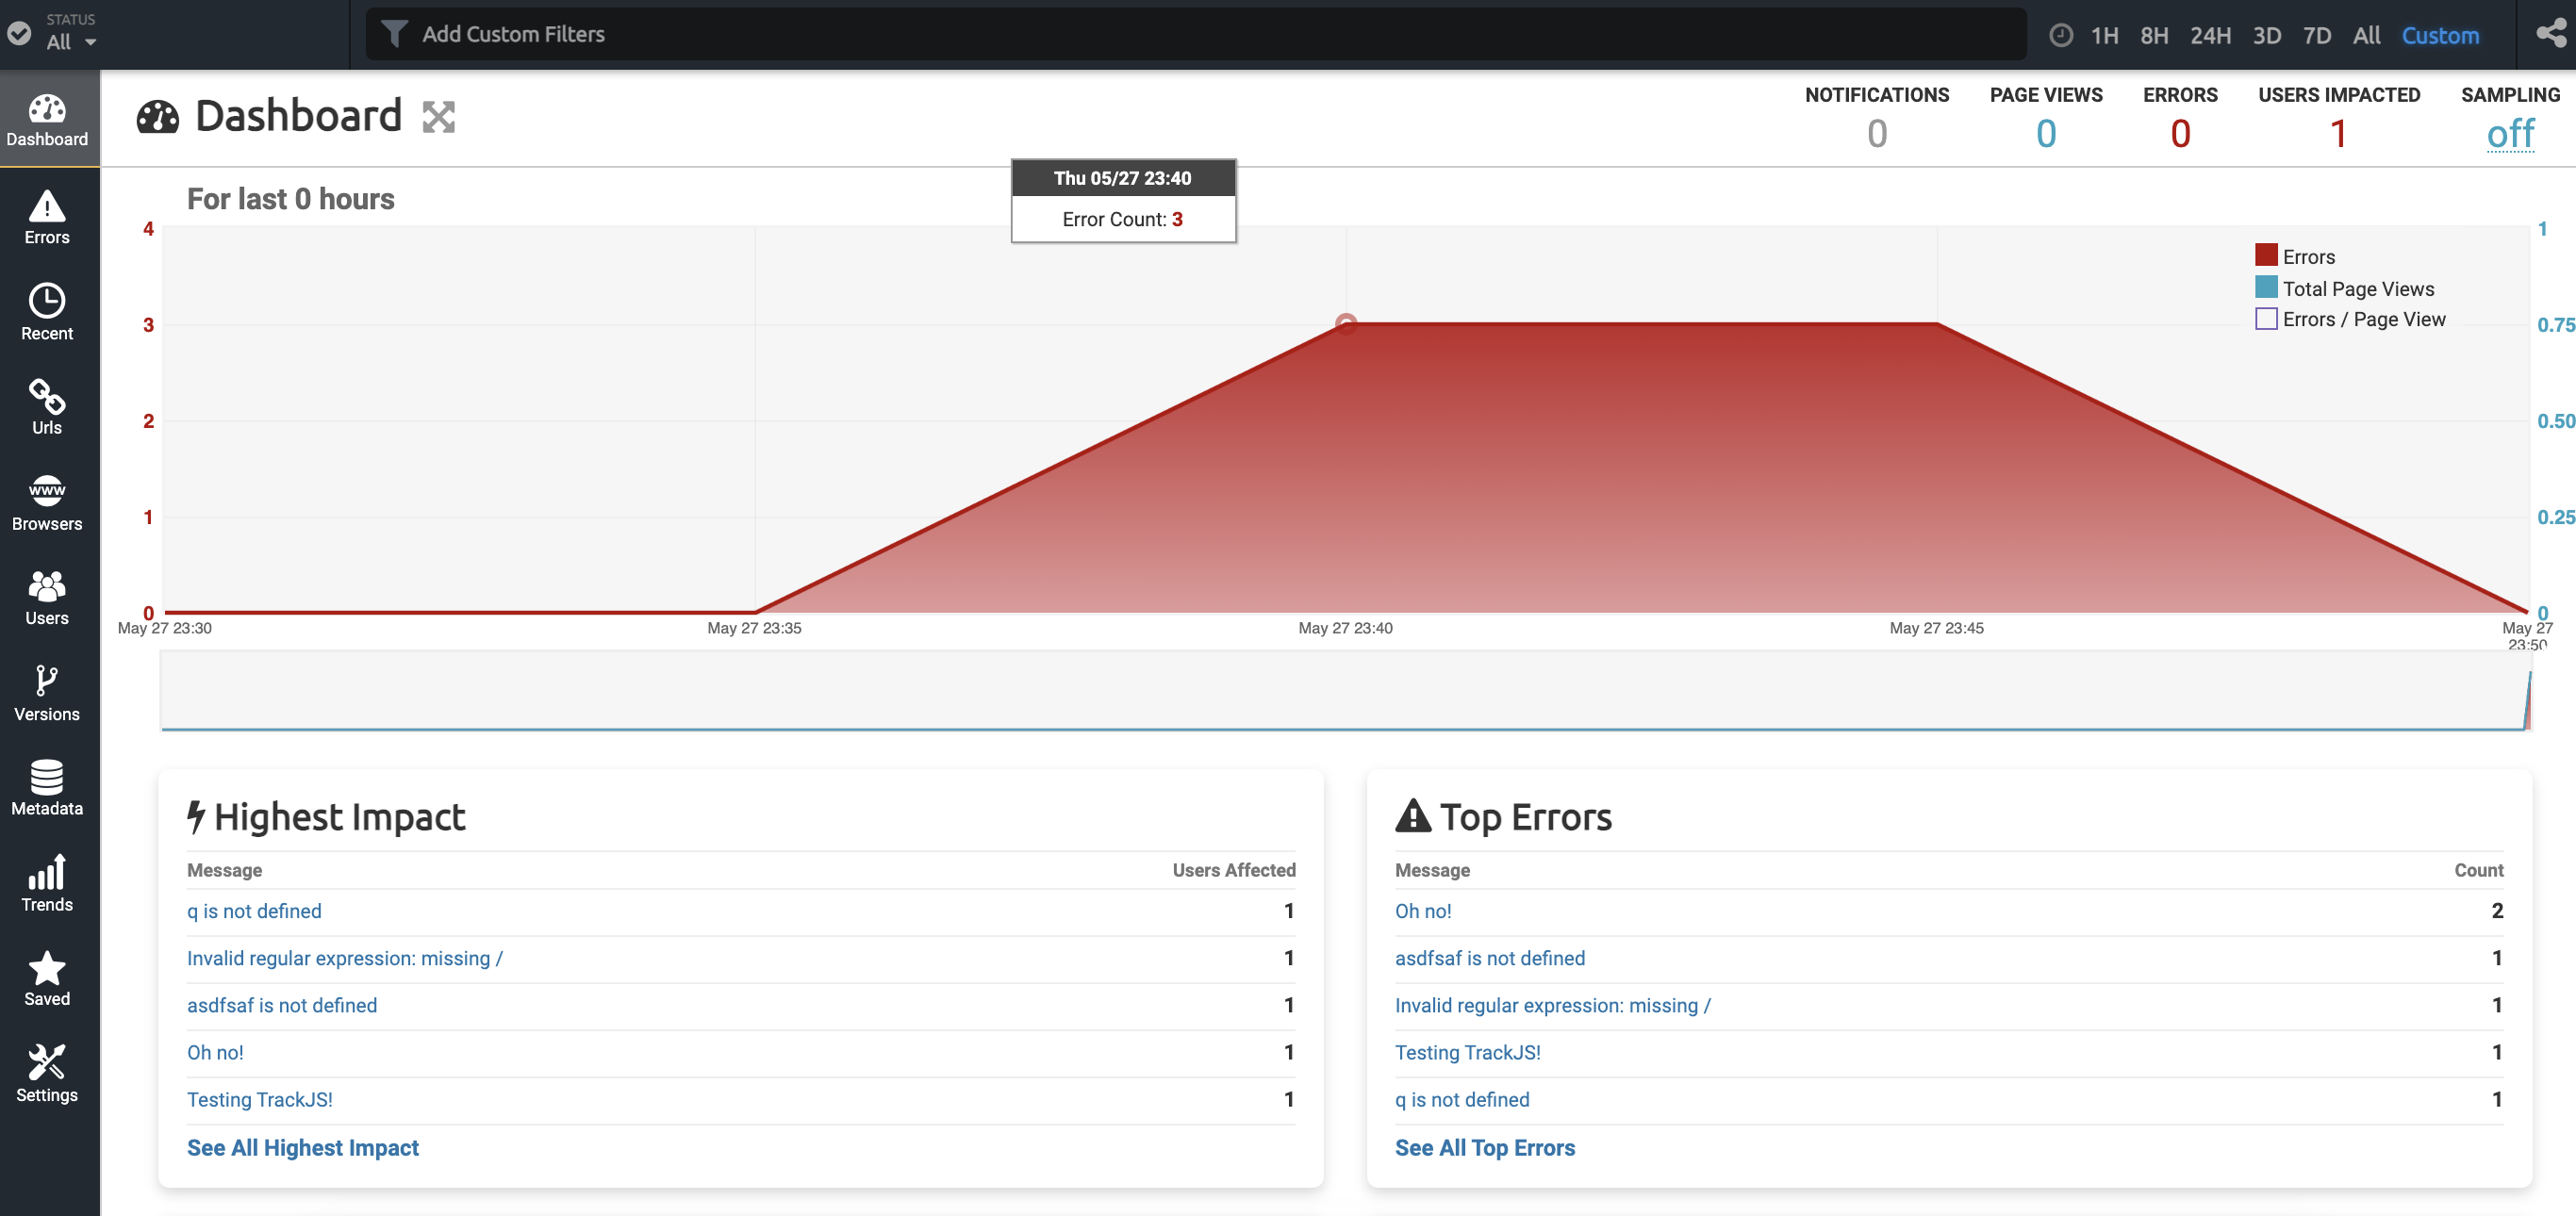 STATUS
All
Add Custom Filters
1H 8H 24H 3D 7D All Custom
Dashboard
Errors
Recent
Urls
WWW
Browsers
Users
Versions
Metadata
Trends
Saved
Settings
Dashboard
NOTIFICATIONS PAGE VIEWS ERRORS USERS IMPACTED SAMPLING
0 0 0 1 off
Thu 05/27 23:40
Error Count: 3
For last 0 hours
4
3
2
1
0
1
0.75
0.50
0.25
0
Errors
Total Page Views
Errors / Page View
May 27 23:30 May 27 23:35 May 27 23:40 May 27 23:45 May 27
23:50
Highest Impact
Message Users Affected
q is not defined 1
Invalid regular expression: missing / 1
asdfsaf is not defined 1
Oh no! 1
Testing TrackJS! 1
See All Highest Impact
Top Errors
Message Count
Oh no! 2
asdfsaf is not defined 1
Invalid regular expression: missing / 1
Testing TrackJS! 1
q is not defined 1
See All Top Errors